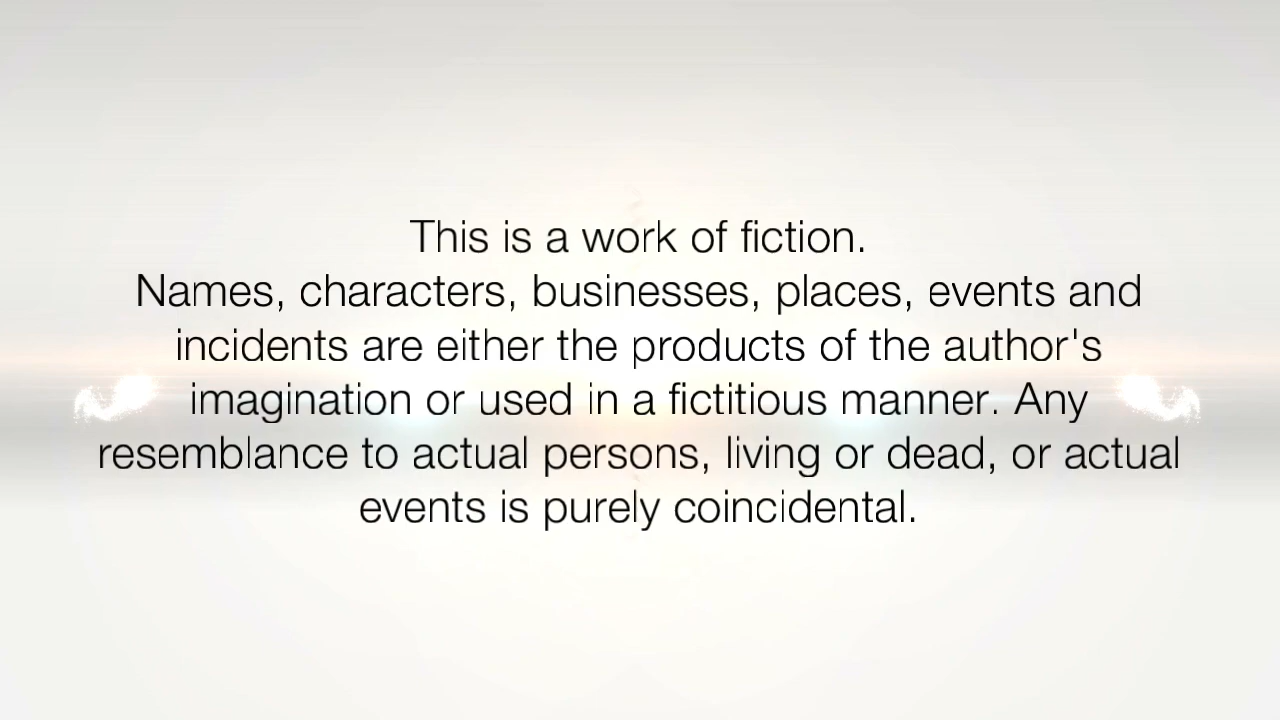 This is a work of fiction.
Names, characters, businesses, places, events and
incidents are either the products of the author's
imagination or used in a fictitious manner. Any
resemblance to actual persons, living or dead, or actual
events is purely coincidental.